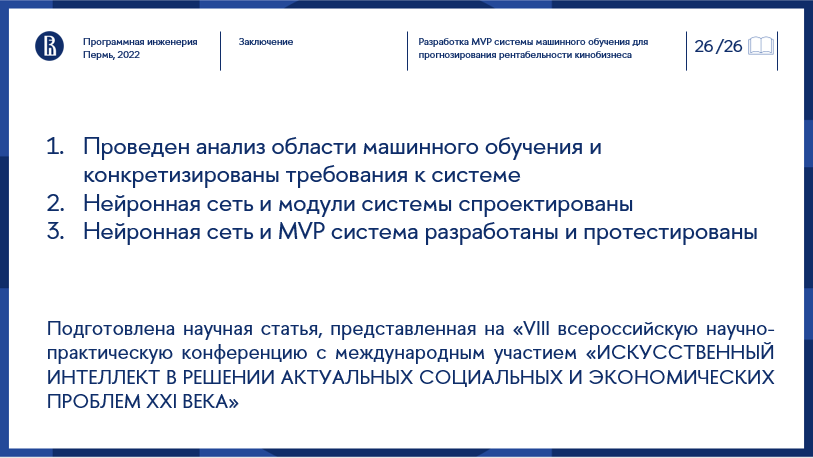 Программная инженерия
Пермь, 2022
Заключение
Разработка MVP системы машинного обучения для
прогнозирования рентабельности кинобизнеса
26/26
1. Проведен анализ области машинного обучения и
конкретизированы требования к системе
2. Нейронная сеть и модули системы спроектированы
3. Нейронная сеть и MVP система разработаны и протестированы
Подготовлена научная статья, представленная на «VIII всероссийскую научно-
практическую конференцию с международным участием «ИСКУССТВЕННЫЙ
ИНТЕЛЛЕКТ В РЕШЕНИИ АКТУАЛЬНЫХ СОЦИАЛЬНЫХ И ЭКОНОМИЧЕСКИХ
ПРОБЛЕМ XXI ВЕКА»